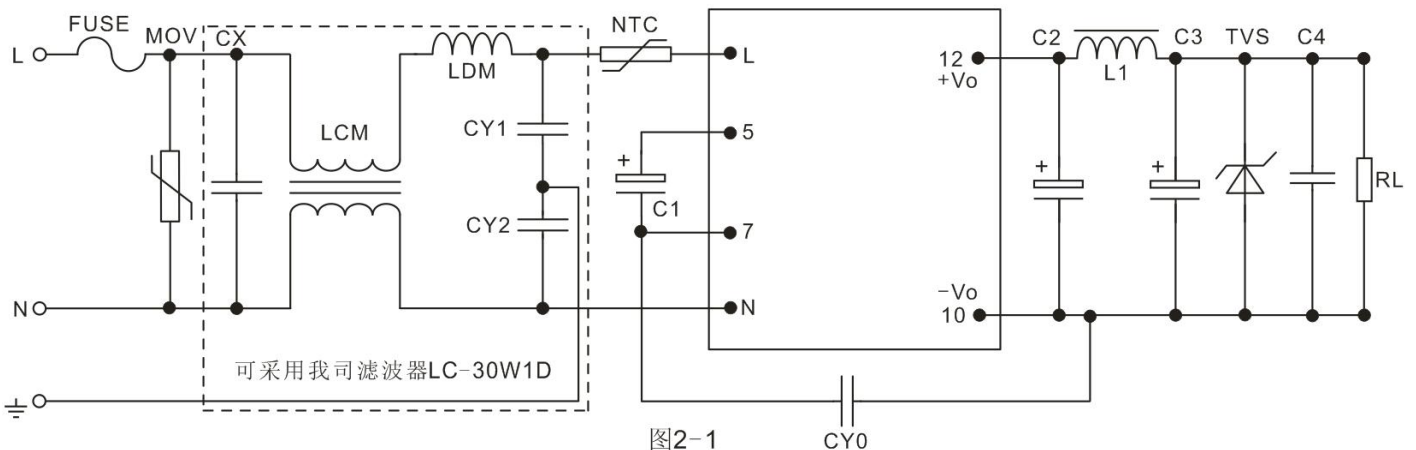 FUSE
MOV
CX
L
LDM
NTC
L
C2
C3
TVS
C4
12
+Vo
L1
LCM
CY1
5
+
+
+
RL
C1
CY2
7
N
N
−Vo
10
可采用我司滤波器LC-30W1D
图2-1
CY0